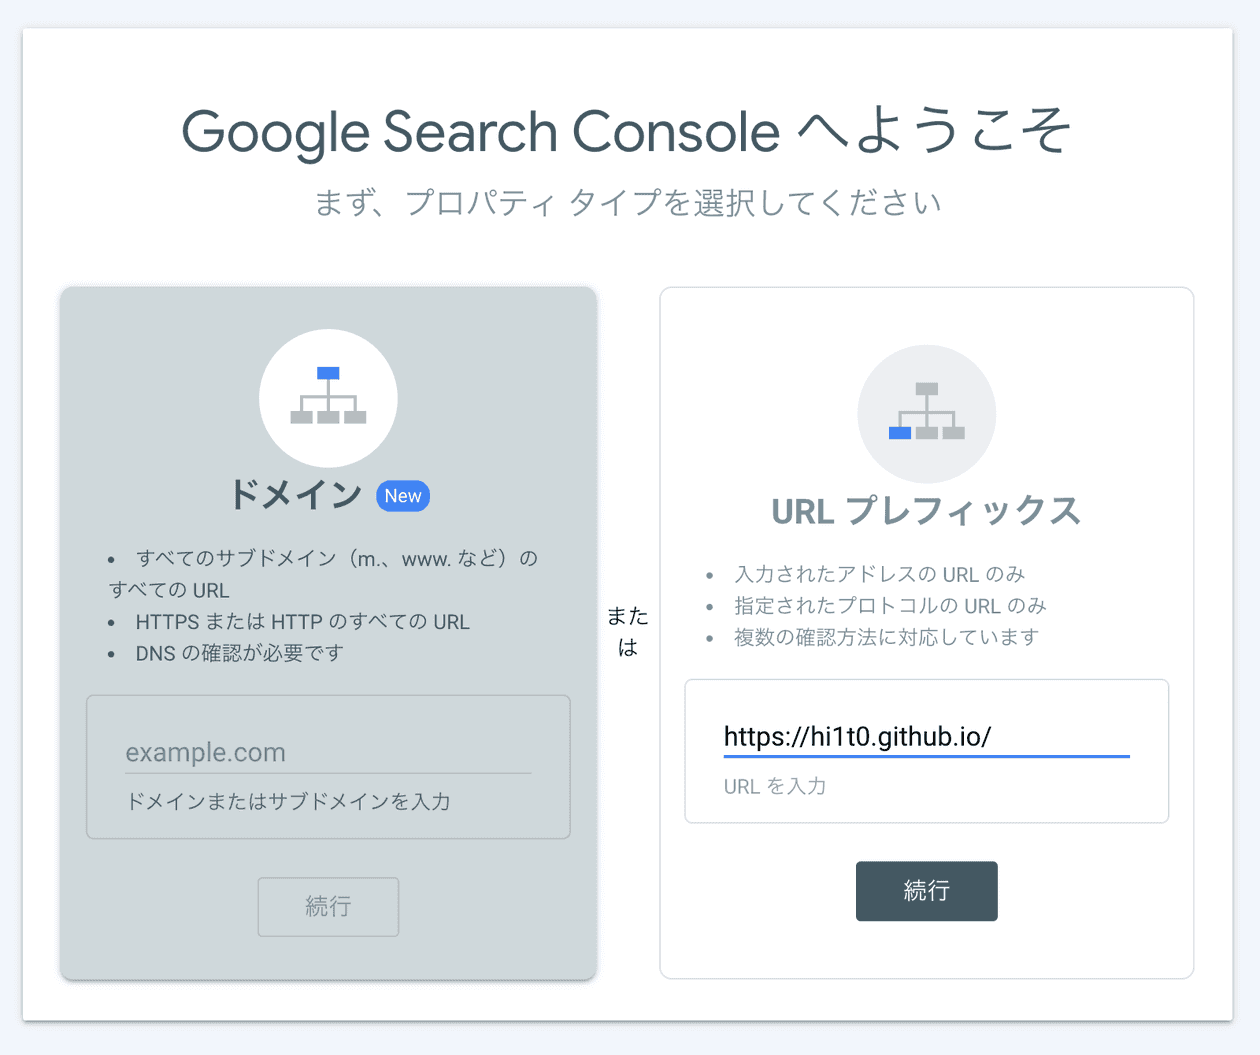 Google Search Console へようこそ
まず、プロパティ タイプを選択してください
ドメイン New
• すべてのサブドメイン（m.、www. など）の
すべての URL
• HTTPS または HTTP のすべての URL
• DNS の確認が必要です
example.com
ドメインまたはサブドメインを入力
続行
また
は
URL プレフィックス
• 入力されたアドレスの URL のみ
• 指定されたプロトコルの URL のみ
• 複数の確認方法に対応しています
https://hi1t0.github.io/
URL を入力
続行